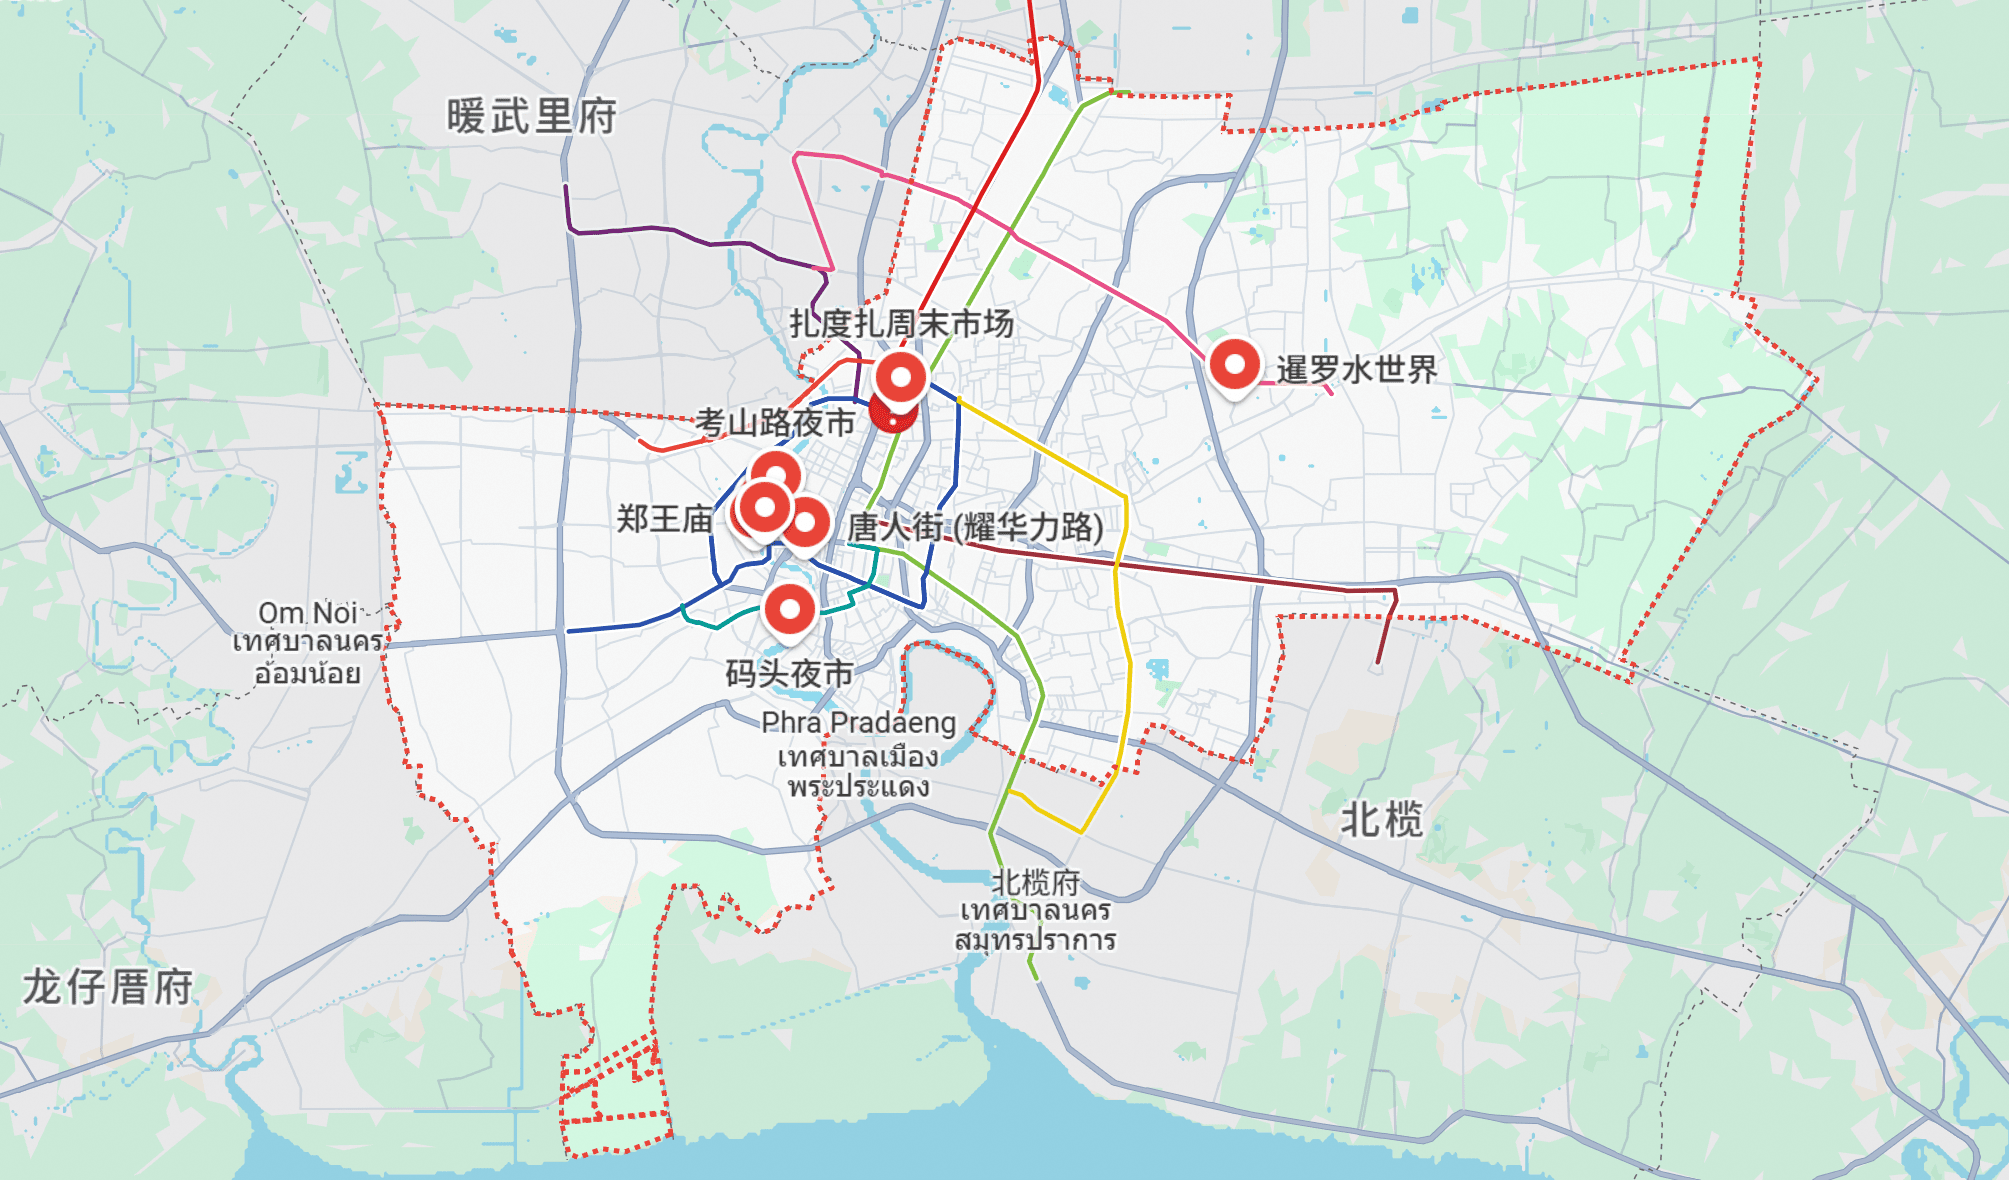 暖武里府
扎度扎周末市场
暹罗水世界
考山路夜市
郑王庙
唐人街 (耀华力路)
Om Noi
เทศบาลนคร
อ้อมน้อย
码头夜市
Phra Pradaeng
เทศบาลเมือง
พระประแดง
北榄
北榄府
เทศบาลนคร
สมุทรปราการ
龙仔厝府